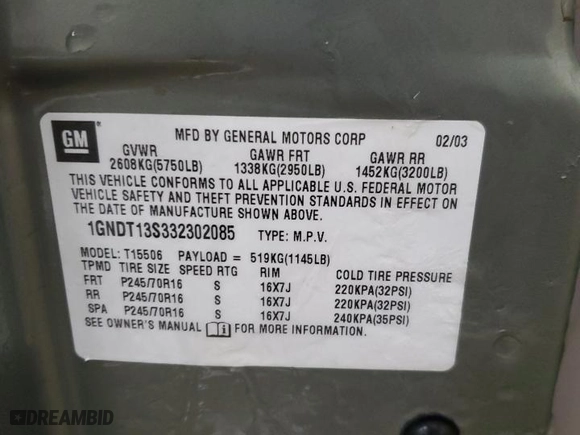 GM
®
MFD BY GENERAL MOTORS CORP 02/03
GVWR GAWR FRT GAWR RR
2608KG(5750LB) 1338KG(2950LB) 1452KG(3200LB)
THIS VEHICLE CONFORMS TO ALL APPLICABLE U.S. FEDERAL MOTOR
VEHICLE SAFETY AND THEFT PREVENTION STANDARDS IN EFFECT ON
THE DATE OF MANUFACTURE SHOWN ABOVE.
1GNDT13S332302085 TYPE: M.P.V.
MODEL: T15506 PAYLOAD = 519KG(1145LB)
TPMD TIRE SIZE SPEED RTG RIM COLD TIRE PRESSURE
FRT P245/70R16 S 16X7J 220KPA(32PSI)
RR P245/70R16 S 16X7J 220KPA(32PSI)
SPA P245/70R16 S 16X7J 240KPA(35PSI)
SEE OWNER'S MANUAL FOR MORE INFORMATION.
DREAMBID